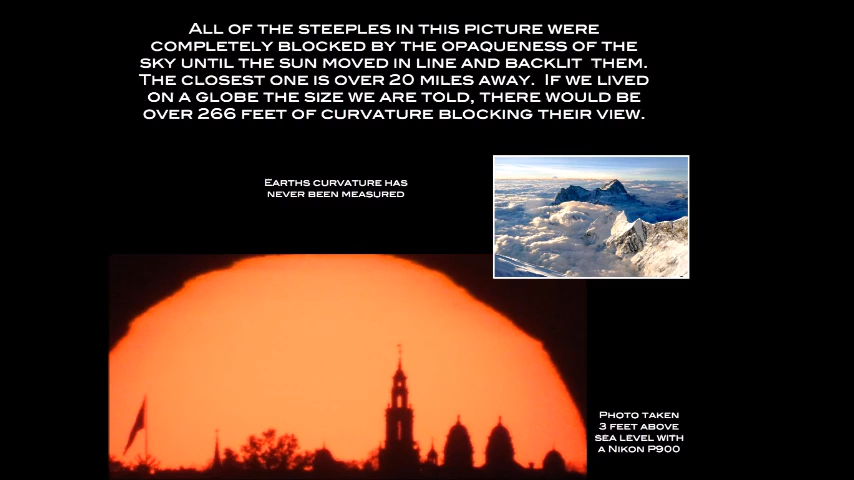 ALL OF THE STEEPLES IN THIS PICTURE WERE
COMPLETELY BLOCKED BY THE OPAQUENESS OF THE
SKY UNTIL THE SUN MOVED IN LINE AND BACKLIT THEM.
THE CLOSEST ONE IS OVER 20 MILES AWAY. IF WE LIVED
ON A GLOBE THE SIZE WE ARE TOLD, THERE WOULD BE
OVER 266 FEET OF CURVATURE BLOCKING THEIR VIEW.
EARTHS CURVATURE HAS
NEVER BEEN MEASURED
PHOTO TAKEN
3 FEET ABOVE
SEA LEVEL WITH
A NIKON P900